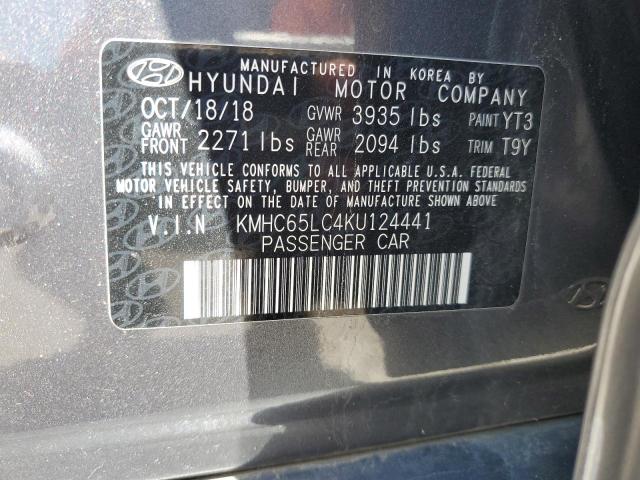 MANUFACTURED IN KOREA BY
HYUNDAI MOTOR COMPANY
OCT/18/18 GVWR 3935 lbs PAINT YT3
GAWR FRONT 2271 lbs GAWR REAR 2094 lbs TRIM T9Y
THIS VEHICLE CONFORMS TO ALL APPLICABLE U.S.A. FEDERAL
MOTOR VEHICLE SAFETY, BUMPER, AND THEFT PREVENTION STANDARDS
IN EFFECT ON THE DATE OF MANUFACTURE SHOWN ABOVE.
V.I.N KMHC65LC4KU124441
PASSENGER CAR